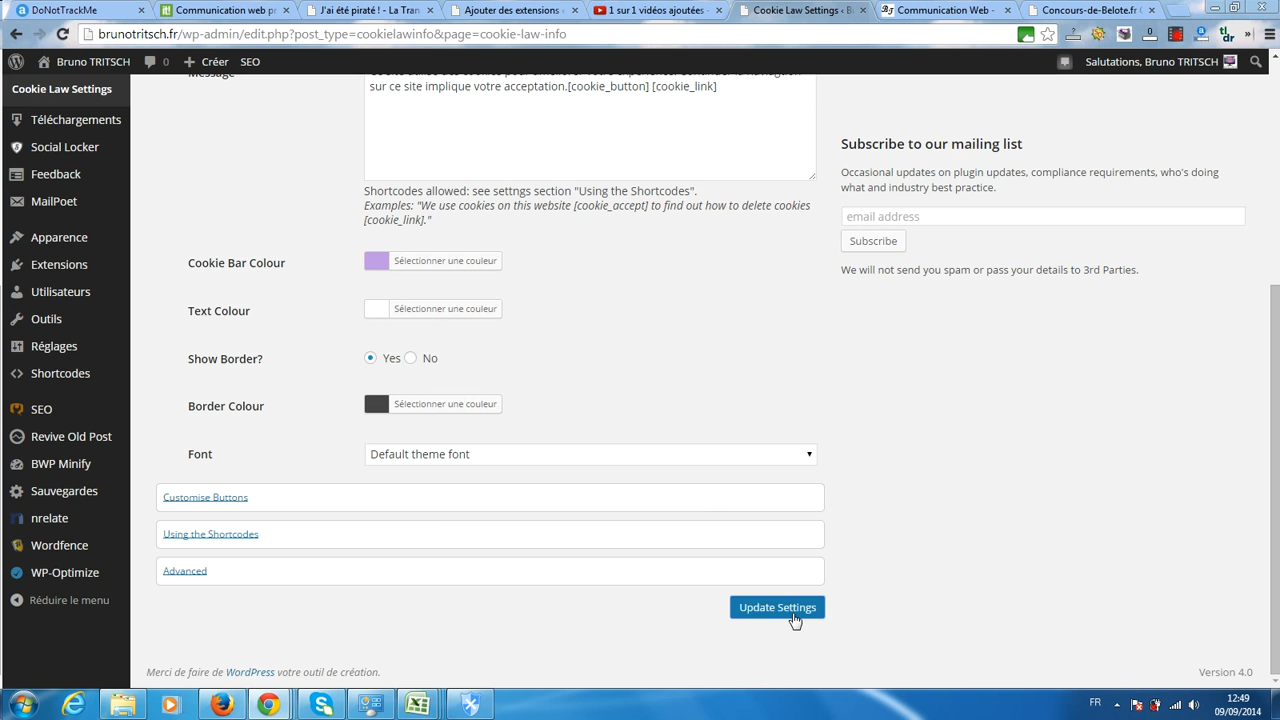 DoNotTrackMe
Communication web p
J'ai été piraté ! - La Tran
Ajouter des extensions ‹
1 sur 1 vidéos ajoutées -
Cookie Law Settings ‹ B
Communication Web -
Concours-de-Belote.fr
brunotritsch.fr/wp-admin/edit.php?post_type=cookielawinfo&page=cookie-law-info
Bruno TRITSCH
0
Créer
SEO
Salutations, Bruno TRITSCH
Cookie Law Settings
Téléchargements
Social Locker
Feedback
MailPoet
Apparence
Extensions
Utilisateurs
Outils
Réglages
Shortcodes
SEO
Revive Old Post
BWP Minify
Sauvegardes
nrelate
Wordfence
WP-Optimize
Réduire le menu
Message
sur ce site implique votre acceptation.[cookie_button] [cookie_link]
Shortcodes allowed: see settngs section "Using the Shortcodes".
Examples: "We use cookies on this website [cookie_accept] to find out how to delete cookies
[cookie_link]."
Cookie Bar Colour
Sélectionner une couleur
Text Colour
Sélectionner une couleur
Show Border?
Yes No
Border Colour
Sélectionner une couleur
Font
Default theme font
Customise Buttons
Using the Shortcodes
Advanced
Update Settings
Subscribe to our mailing list
Occasional updates on plugin updates, compliance requirements, who's doing
what and industry best practice.
email address
Subscribe
We will not send you spam or pass your details to 3rd Parties.
Merci de faire de WordPress votre outil de création.
Version 4.0
FR
12:49
09/09/2014